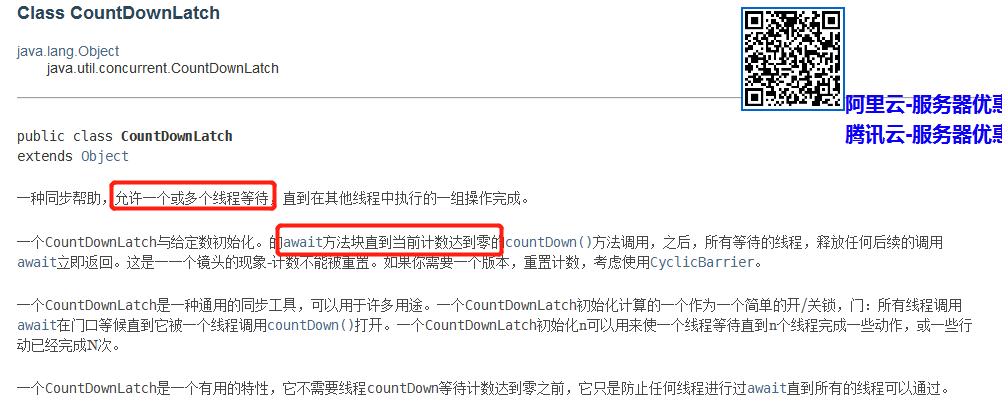 Class CountDownLatch
java.lang.Object
java.util.concurrent.CountDownLatch
阿里云-服务器优惠
腾讯云-服务器优惠
public class CountDownLatch
extends Object
一种同步帮助，允许一个或多个线程等待，直到在其他线程中执行的一组操作完成。
一个CountDownLatch与给定数初始化。的await方法块直到当前计数达到零的countDown()方法调用，之后，所有等待的线程，释放任何后续的调用
await立即返回。这是一一个镜头的现象-计数不能被重置。如果你需要一个版本，重置计数，考虑使用CyclicBarrier。
一个CountDownLatch是一种通用的同步工具，可以用于许多用途。一个CountDownLatch初始化计算的一个作为一个简单的开/关锁，门：所有线程调用
await在门口等候直到它被一个线程调用countDown()打开。一个CountDownLatch初始化n可以用来使一个线程等待直到n个线程完成一些动作，或一些行
动已经完成N次。
一个CountDownLatch是一个有用的特性，它不需要线程countDown等待计数达到零之前，它只是防止任何线程进行过await直到所有的线程可以通过。